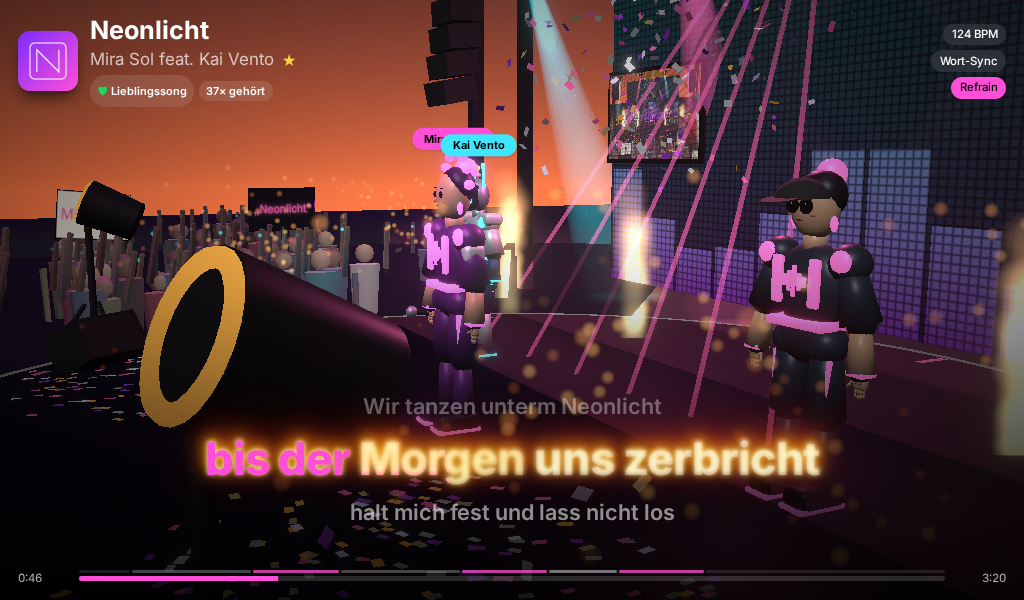 Neonlicht
Mira Sol feat. Kai Vento ★
Lieblingssong
37× gehört
124 BPM
Wort-Sync
Refrain
Kai Vento
„Neonlicht“
Wir tanzen unterm Neonlicht
bis der Morgen uns zerbricht
halt mich fest und lass nicht los
0:46
3:20